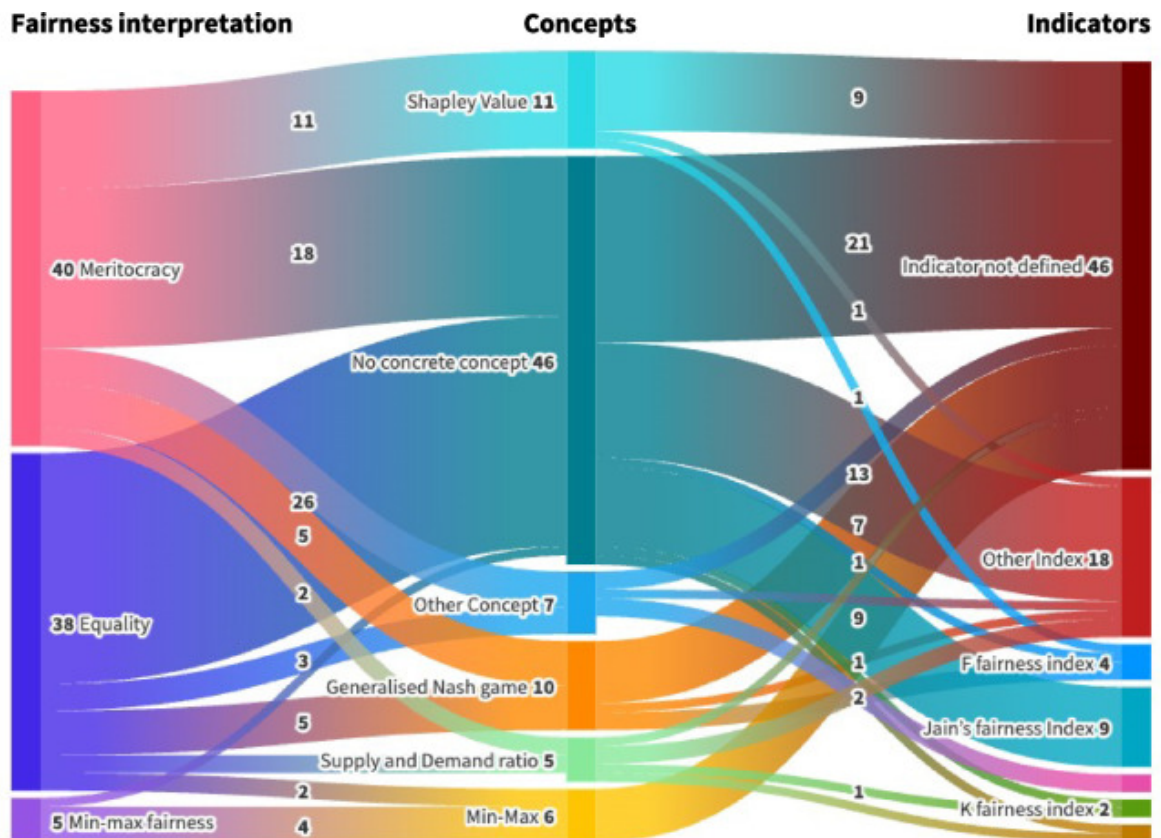 Fairness interpretation
Concepts
Indicators
Shapley Value 11
11
9
40 Meritocracy
18
21
Indicator not defined 46
1
No concrete concept 46
1
13
26
5
7
Other Index 18
1
2
Other Concept 7
9
38 Equality
3
1
F fairness index 4
Generalised Nash game 10
2
5
Jain's fairness Index 9
Supply and Demand ratio 5
2
1
K fairness index 2
5 Min-max fairness
4
Min-Max 6